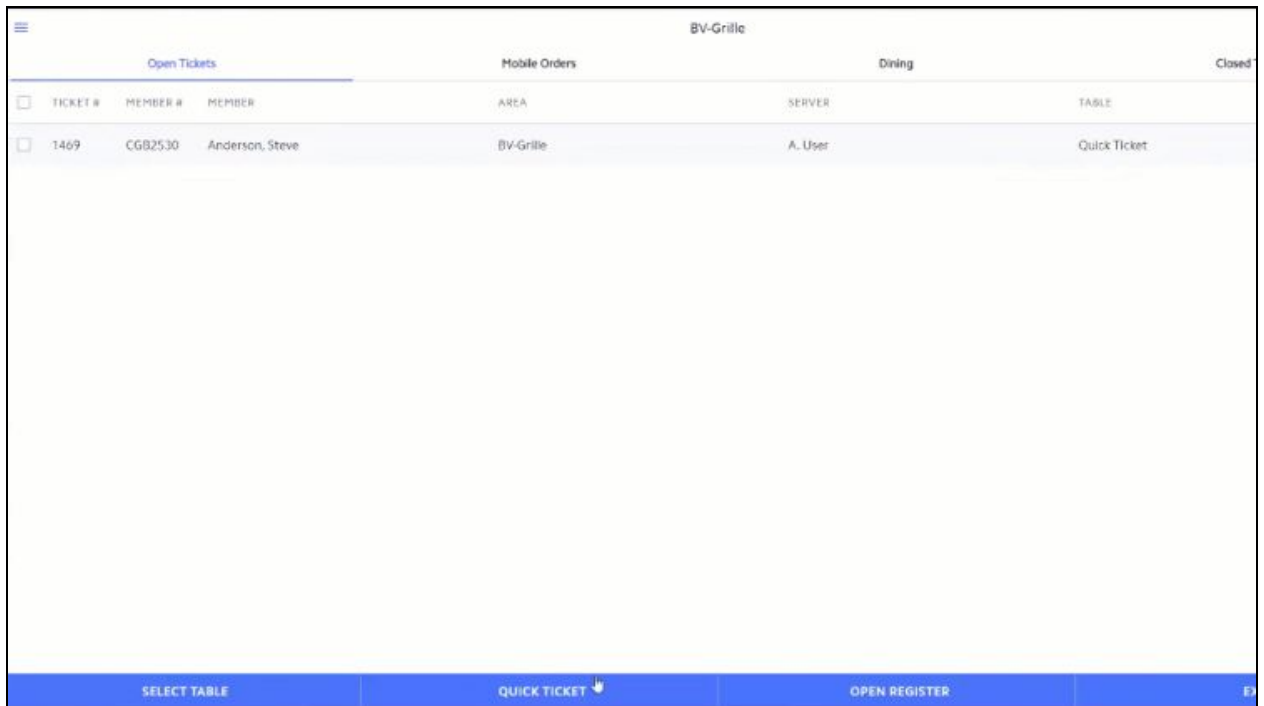 BV-Grille
Open Tickets Mobile Orders Dining Closed
TICKET # MEMBER # MEMBER AREA SERVER TABLE
1469 CGB2530 Anderson, Steve BV-Grille A. User Quick Ticket
SELECT TABLE QUICK TICKET OPEN REGISTER